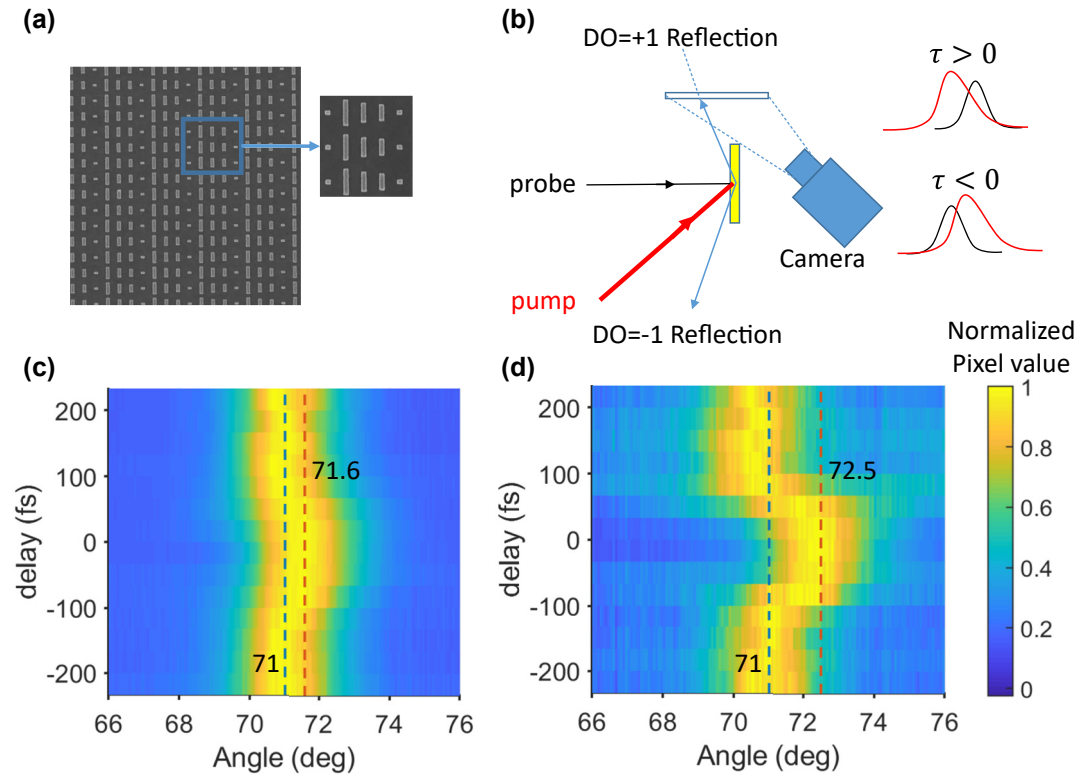 (a)
(b)
DO=+1 Reflection
τ > 0
probe
τ < 0
Camera
pump
DO=-1 Reflection
Normalized
Pixel value
(c)
(d)
200
100
0
-100
-200
delay (fs)
71.6
71
66 68 70 72 74 76
Angle (deg)
200
100
0
-100
-200
delay (fs)
72.5
71
66 68 70 72 74 76
Angle (deg)
1
0.8
0.6
0.4
0.2
0